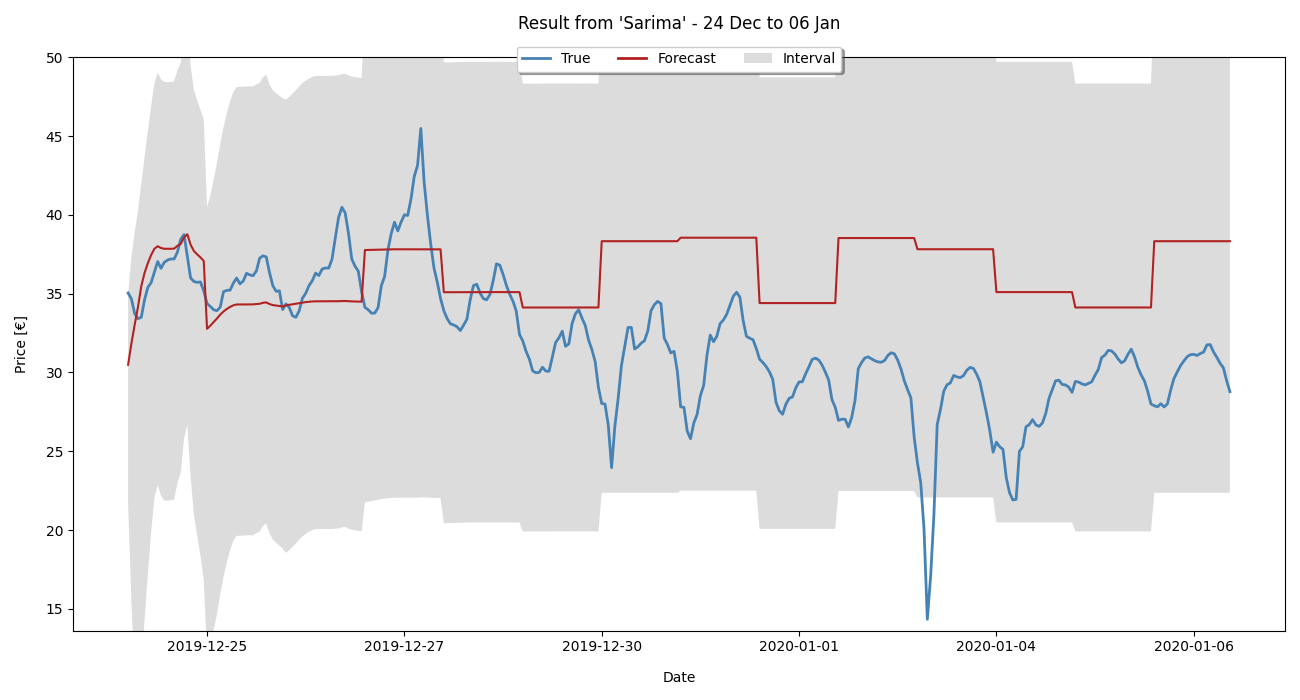 Result from 'Sarima' - 24 Dec to 06 Jan
True Forecast Interval
50
45
40
35
30
25
20
15
Price [€]
2019-12-25 2019-12-27 2019-12-30 2020-01-01 2020-01-04 2020-01-06
Date